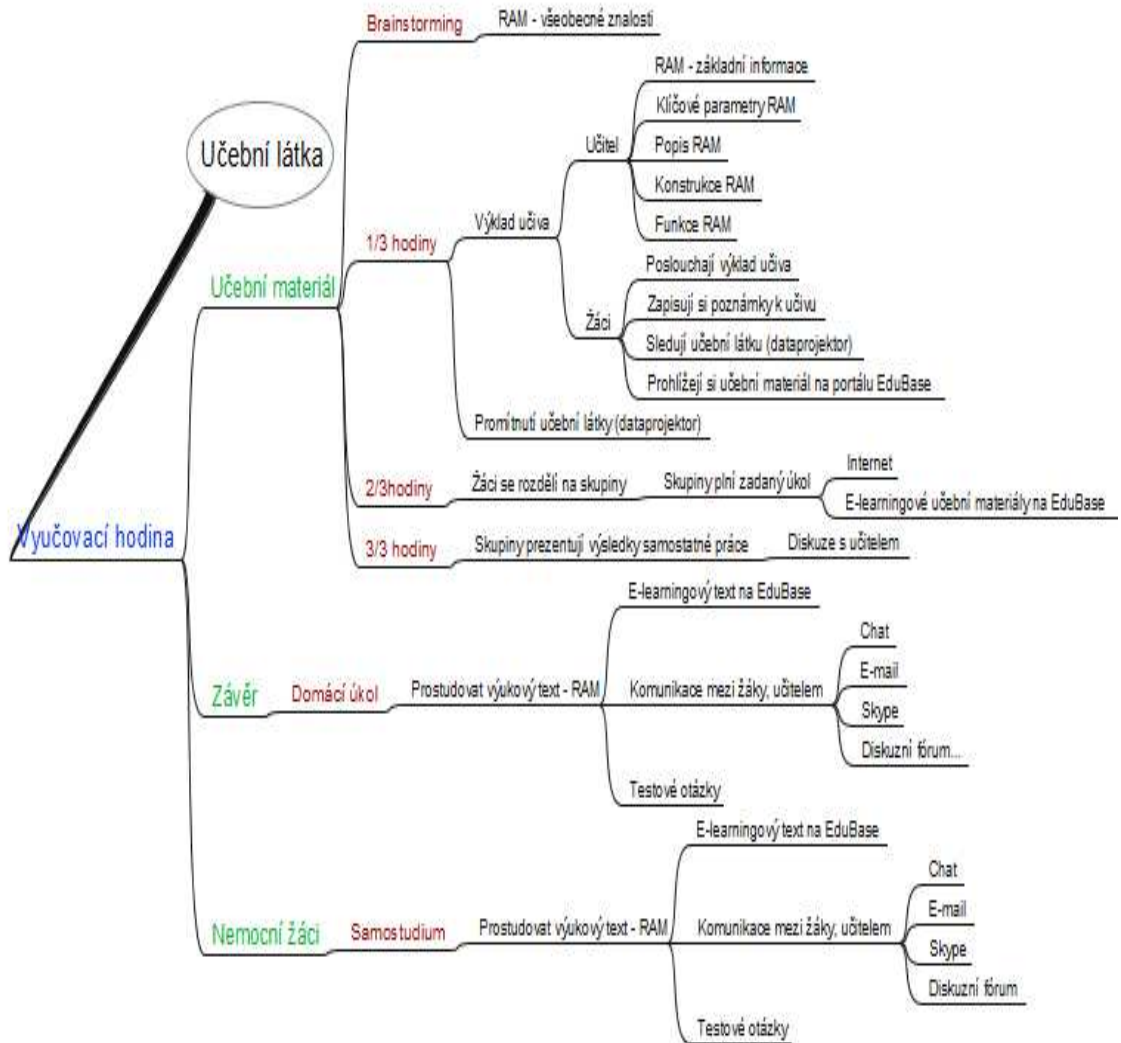 Učební látka
Vyučovací hodina
Učební materiál
Brainstorming
RAM - všeobecné znalosti
1/3 hodiny
Výklad učiva
Učitel
RAM - základní informace
Klíčové parametry RAM
Popis RAM
Konstrukce RAM
Funkce RAM
Žáci
Poslouchají výklad učiva
Zapisují si poznámky k učivu
Sledují učební látku (dataprojektor)
Prohlížejí si učební materiál na portálu EduBase
Promítnutí učební látky (dataprojektor)
2/3hodiny
Žáci se rozdělí na skupiny
Skupiny plní zadaný úkol
Internet
E-learningové učební materiály na EduBase
3/3 hodiny
Skupiny prezentují výsledky samostatné práce
Diskuze s učitelem
Závěr
Domácí úkol
Prostudovat výukový text - RAM
E-learningový text na EduBase
Komunikace mezi žáky, učitelem
Chat
E-mail
Skype
Diskuzní fórum...
Testové otázky
Nemocní žáci
Samostudium
Prostudovat výukový text - RAM
E-learningový text na EduBase
Komunikace mezi žáky, učitelem
Chat
E-mail
Skype
Diskuzní fórum
Testové otázky